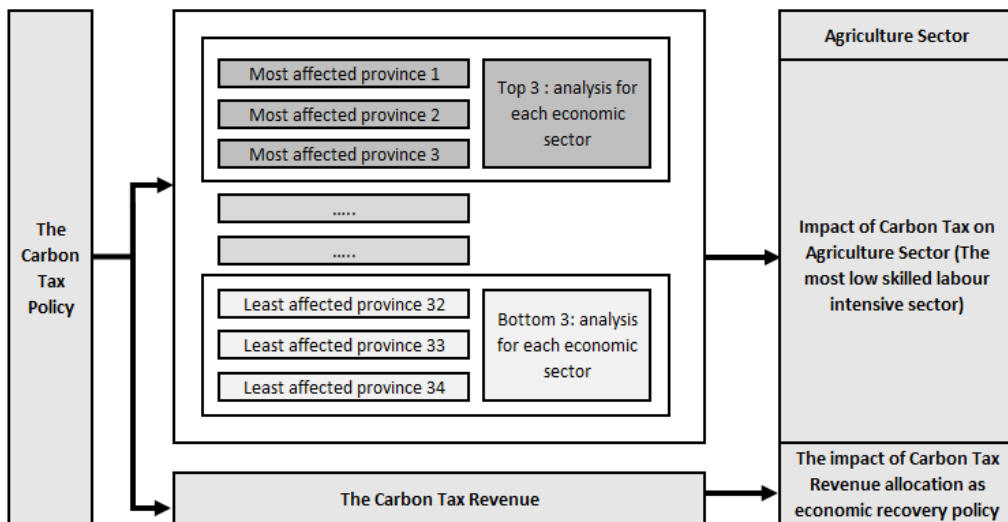 The
Carbon
Tax
Policy
Most affected province 1
Most affected province 2
Most affected province 3
Top 3 : analysis for
each economic
sector
.....
.....
Least affected province 32
Least affected province 33
Least affected province 34
Bottom 3: analysis
for each economic
sector
The Carbon Tax Revenue
Agriculture Sector
Impact of Carbon Tax on
Agriculture Sector (The
most low skilled labour
intensive sector)
The impact of Carbon Tax
Revenue allocation as
economic recovery policy